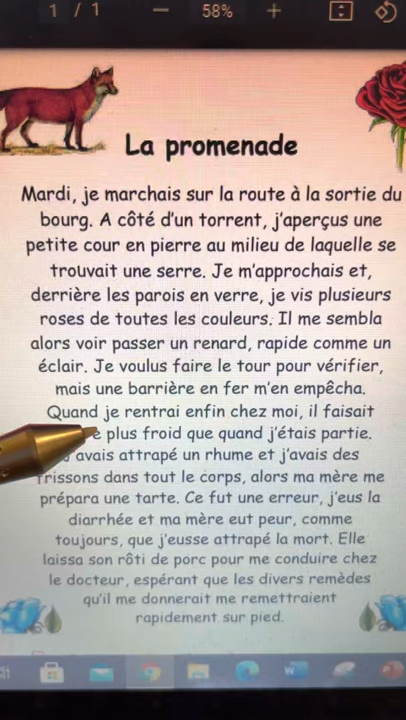 1 / 1 — 58% +
La promenade
Mardi, je marchais sur la route à la sortie du
bourg. A côté d'un torrent, j'aperçus une
petite cour en pierre au milieu de laquelle se
trouvait une serre. Je m'approchais et,
derrière les parois en verre, je vis plusieurs
roses de toutes les couleurs. Il me sembla
alors voir passer un renard, rapide comme un
éclair. Je voulus faire le tour pour vérifier,
mais une barrière en fer m'en empêcha.
Quand je rentrai enfin chez moi, il faisait
plus froid que quand j'étais partie.
avais attrapé un rhume et j'avais des
frissons dans tout le corps, alors ma mère me
prépara une tarte. Ce fut une erreur, j'eus la
diarrhée et ma mère eut peur, comme
toujours, que j'eusse attrapé la mort. Elle
laissa son rôti de porc pour me conduire chez
le docteur, espérant que les divers remèdes
qu'il me donnerait me remettraient
rapidement sur pied.